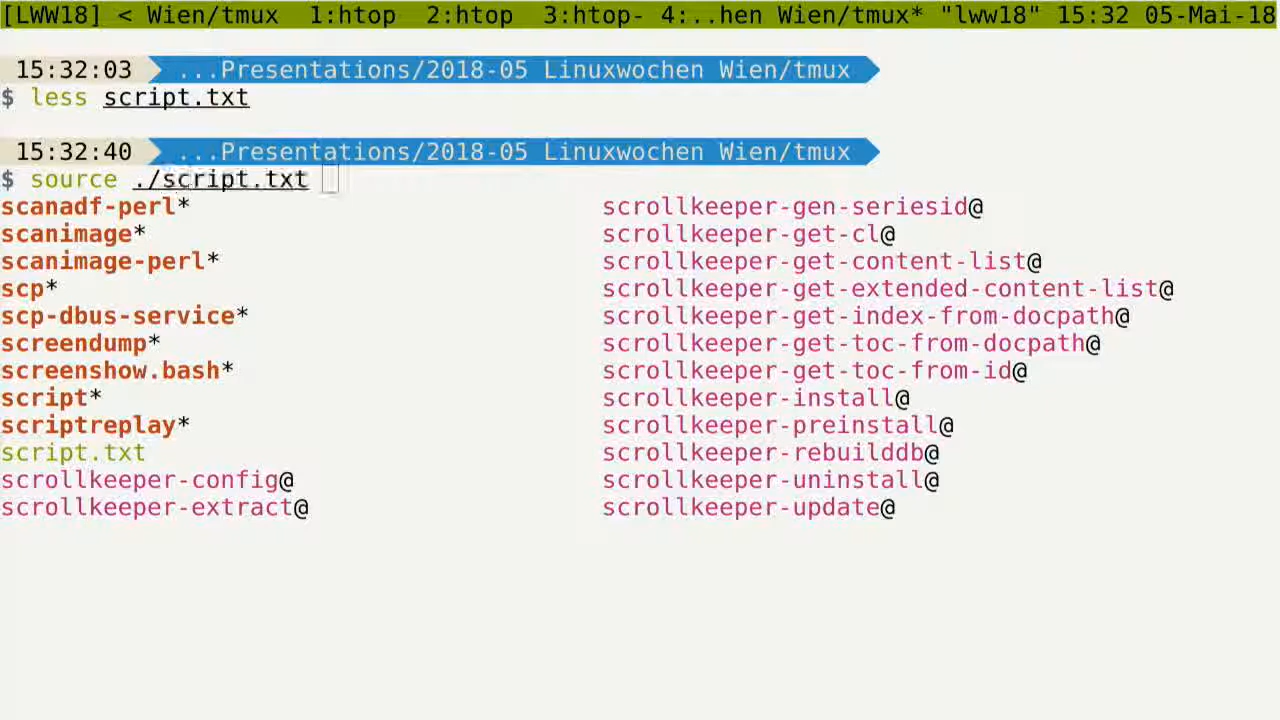 [LWW18] < Wien/tmux  1:htop  2:htop  3:htop- 4:..hen Wien/tmux* "lww18" 15:32 05-Mai-18
15:32:03 ...Presentations/2018-05 Linuxwochen Wien/tmux
$ less script.txt
15:32:40 ...Presentations/2018-05 Linuxwochen Wien/tmux
$ source ./script.txt
scanadf-perl* scrollkeeper-gen-seriesid@
scanimage* scrollkeeper-get-cl@
scanimage-perl* scrollkeeper-get-content-list@
scp* scrollkeeper-get-extended-content-list@
scp-dbus-service* scrollkeeper-get-index-from-docpath@
screendump* scrollkeeper-get-toc-from-docpath@
screenshow.bash* scrollkeeper-get-toc-from-id@
script* scrollkeeper-install@
scriptreplay* scrollkeeper-preinstall@
script.txt scrollkeeper-rebuilddb@
scrollkeeper-config@ scrollkeeper-uninstall@
scrollkeeper-extract@ scrollkeeper-update@